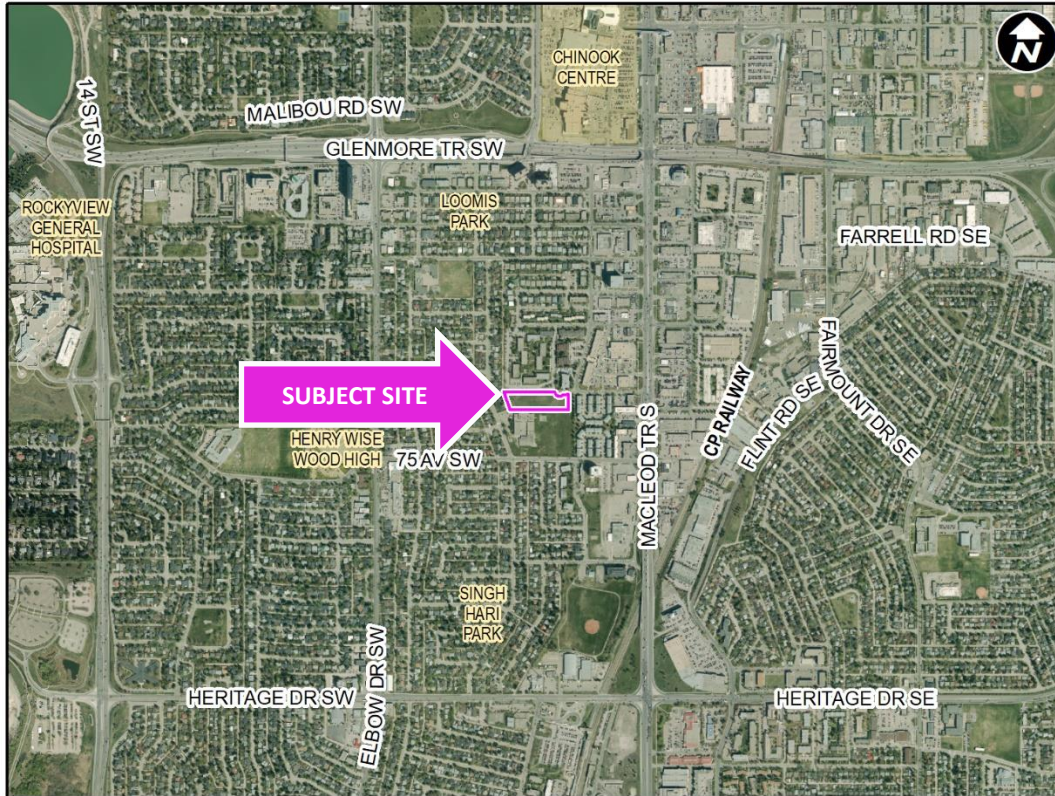 N
CHINOOK
CENTRE
14 ST SW
MALIBOU RD SW
GLENMORE TR SW
ROCKYVIEW
GENERAL
HOSPITAL
LOOMIS
PARK
FARRELL RD SE
FAIRMOUNT DR SE
SUBJECT SITE
CP RAILWAY
FLINT RD SE
MACLEOD TR S
HENRY WISE
WOOD HIGH
75 AV SW
SINGH
HARI
PARK
ELBOW DR SW
HERITAGE DR SW
HERITAGE DR SE